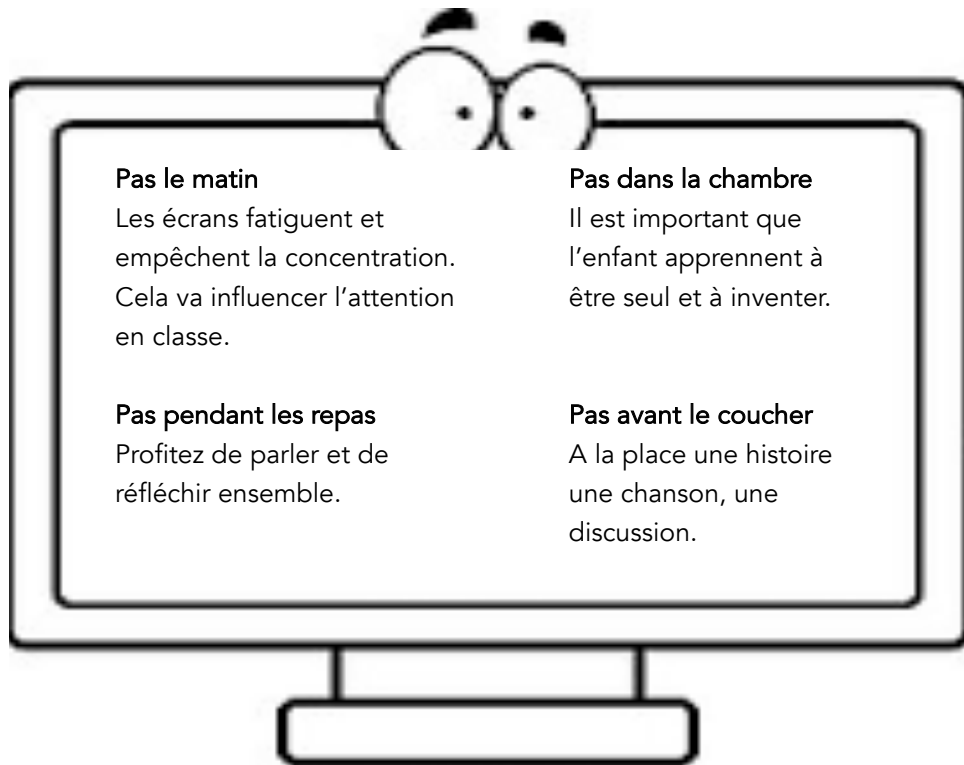 Pas le matin
Les écrans fatiguent et
empêchent la concentration.
Cela va influencer l'attention
en classe.
Pas dans la chambre
Il est important que
l'enfant apprennent à
être seul et à inventer.
Pas pendant les repas
Profitez de parler et de
réfléchir ensemble.
Pas avant le coucher
A la place une histoire
une chanson, une
discussion.